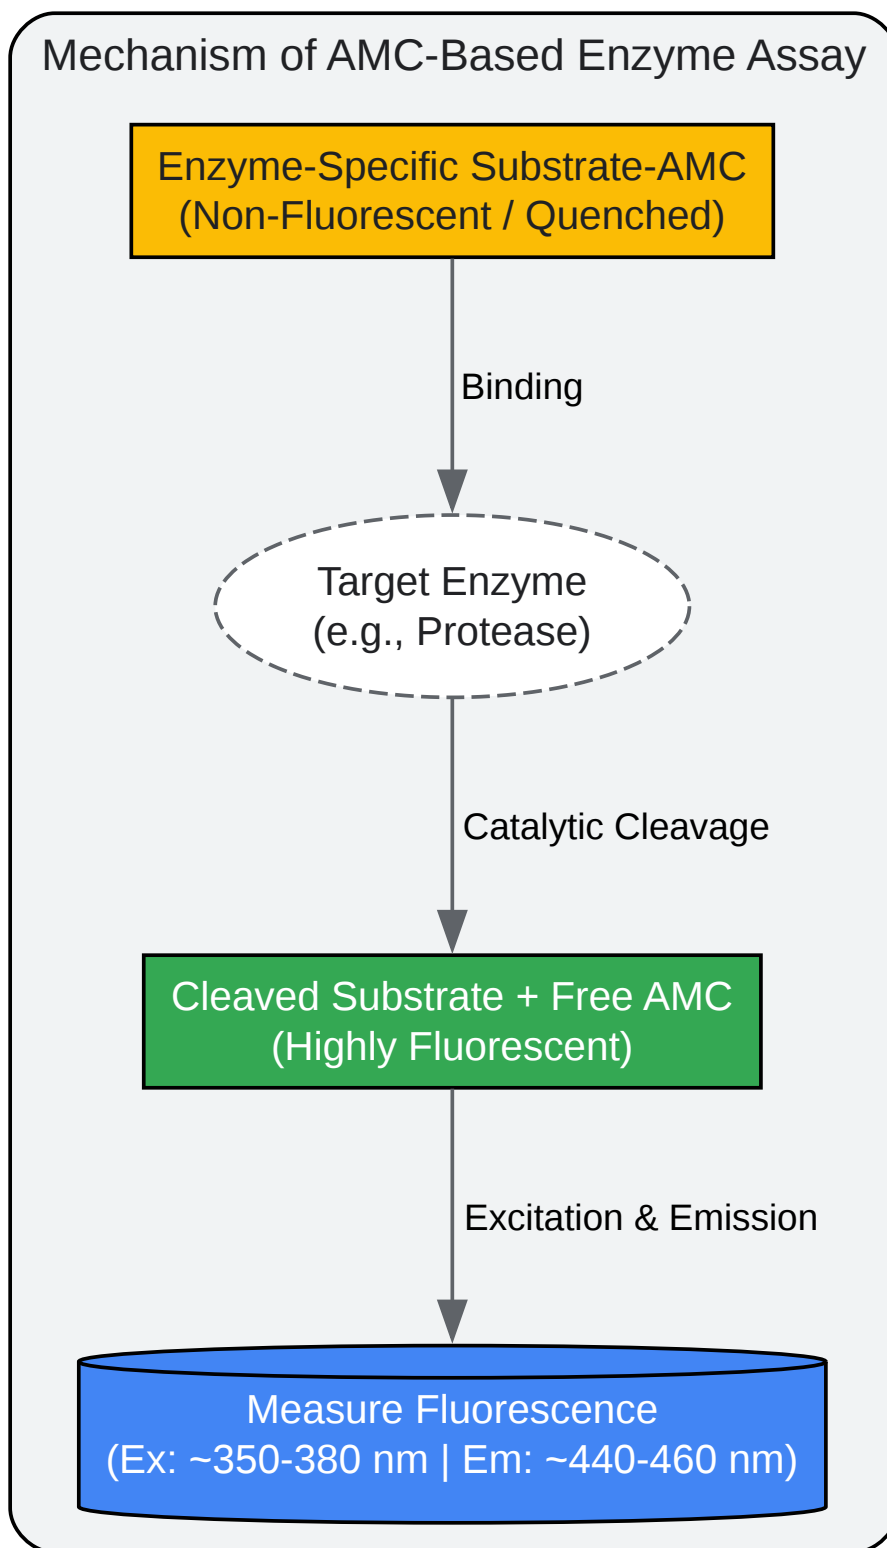 Mechanism of AMC-Based Enzyme Assay
Enzyme-Specific Substrate-AMC
(Non-Fluorescent / Quenched)
Binding
Target Enzyme
(e.g., Protease)
Catalytic Cleavage
Cleaved Substrate + Free AMC
(Highly Fluorescent)
Excitation & Emission
Measure Fluorescence
(Ex: ~350-380 nm | Em: ~440-460 nm)